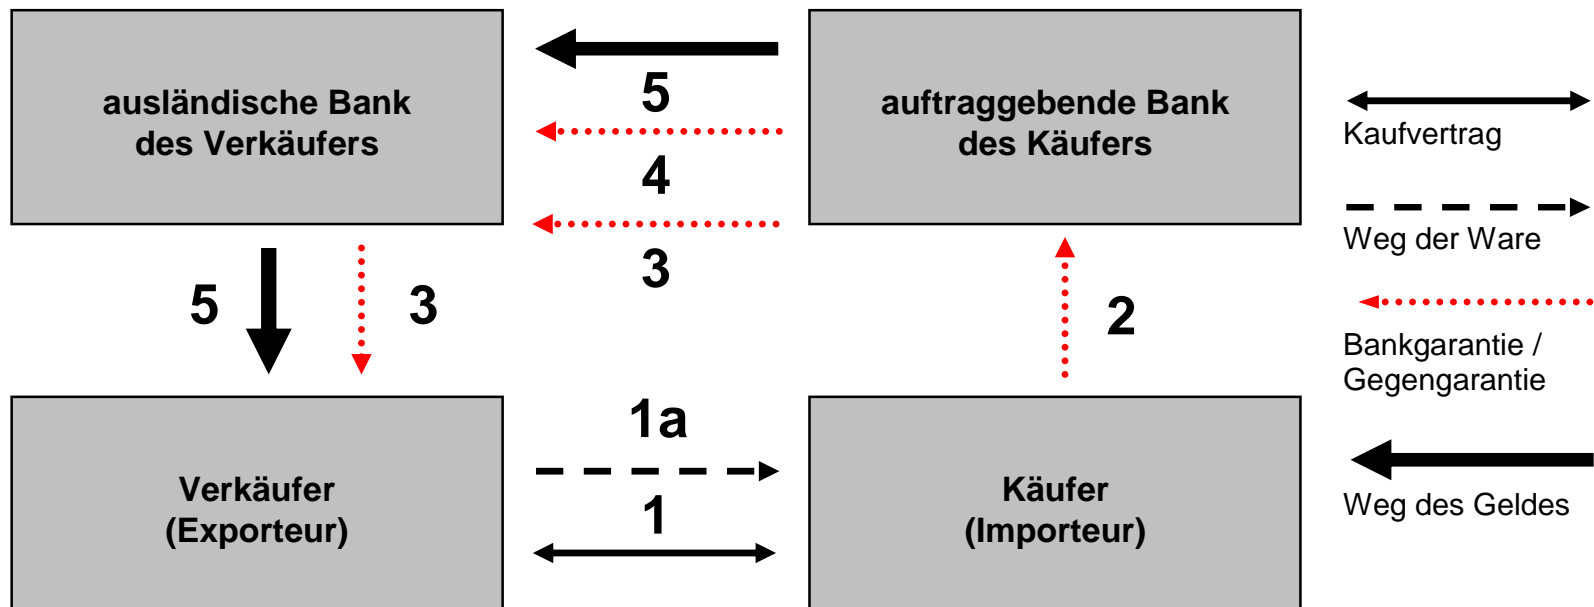 ausländische Bank
des Verkäufers
5
4
3
auftraggebende Bank
des Käufers
5
3
2
Verkäufer
(Exporteur)
1a
1
Käufer
(Importeur)
Kaufvertrag
Weg der Ware
Bankgarantie /
Gegengarantie
Weg des Geldes